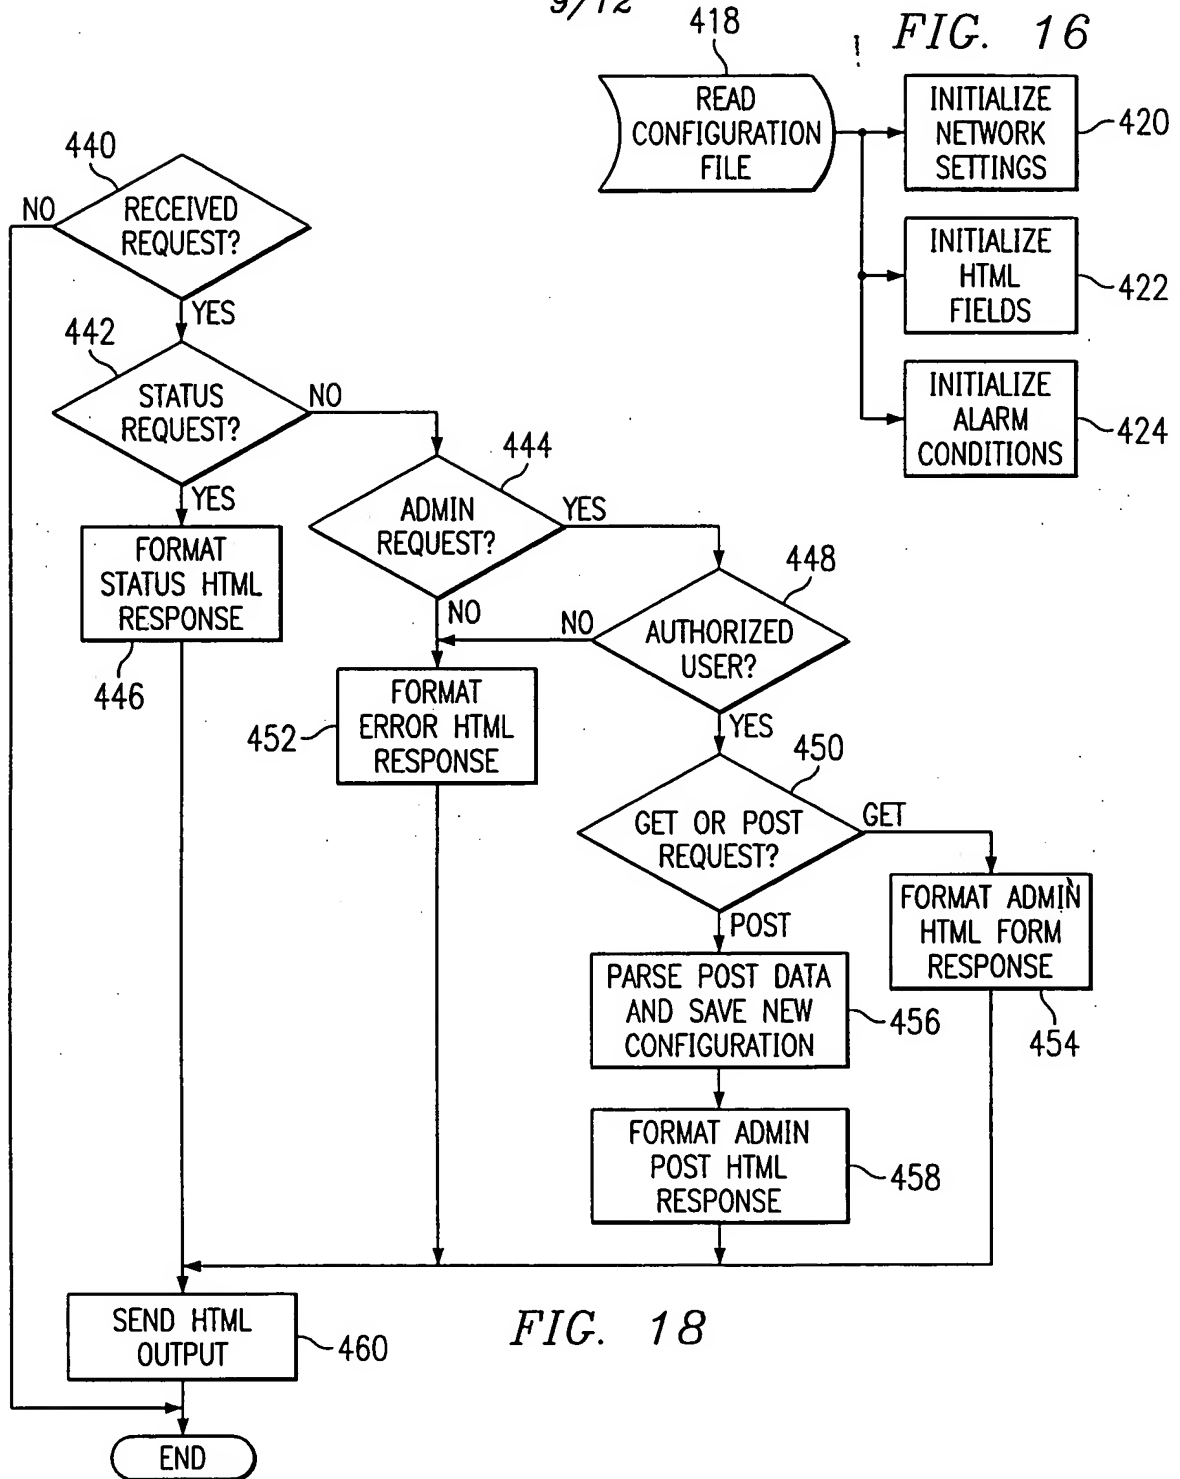 9/12
FIG. 16
418
READ
CONFIGURATION
FILE
INITIALIZE
NETWORK
SETTINGS
420
INITIALIZE
HTML
FIELDS
422
INITIALIZE
ALARM
CONDITIONS
424
440
NO
RECEIVED
REQUEST?
YES
442
STATUS
REQUEST?
NO
YES
444
ADMIN
REQUEST?
YES
NO
FORMAT
STATUS HTML
RESPONSE
446
448
AUTHORIZED
USER?
NO
YES
FORMAT
ERROR HTML
RESPONSE
452
450
GET OR POST
REQUEST?
GET
POST
FORMAT ADMIN
HTML FORM
RESPONSE
454
PARSE POST DATA
AND SAVE NEW
CONFIGURATION
456
FORMAT ADMIN
POST HTML
RESPONSE
458
SEND HTML
OUTPUT
460
FIG. 18
END